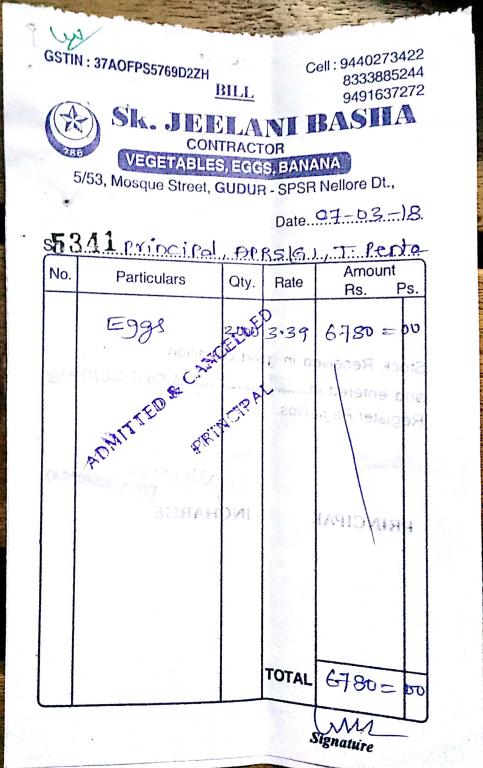 GSTIN : 37AOFPS5769D2ZH
Cell : 9440273422
8333885244
9491637272
BILL
Sk. JEELANI BASHA
786
CONTRACTOR
VEGETABLES, EGGS, BANANA
5/53, Mosque Street, GUDUR - SPSR Nellore Dt.,
Date 07-03-18.
5341 Principal, APRS(G), T. Penta
No. Particulars Qty. Rate Amount
Rs. Ps.
Eggs 2000 3.39 6780=00
ADMITTED & CANCELLED
PRINCIPAL
PRINCIPAL INCHARGE
TOTAL 6780=00
Signature